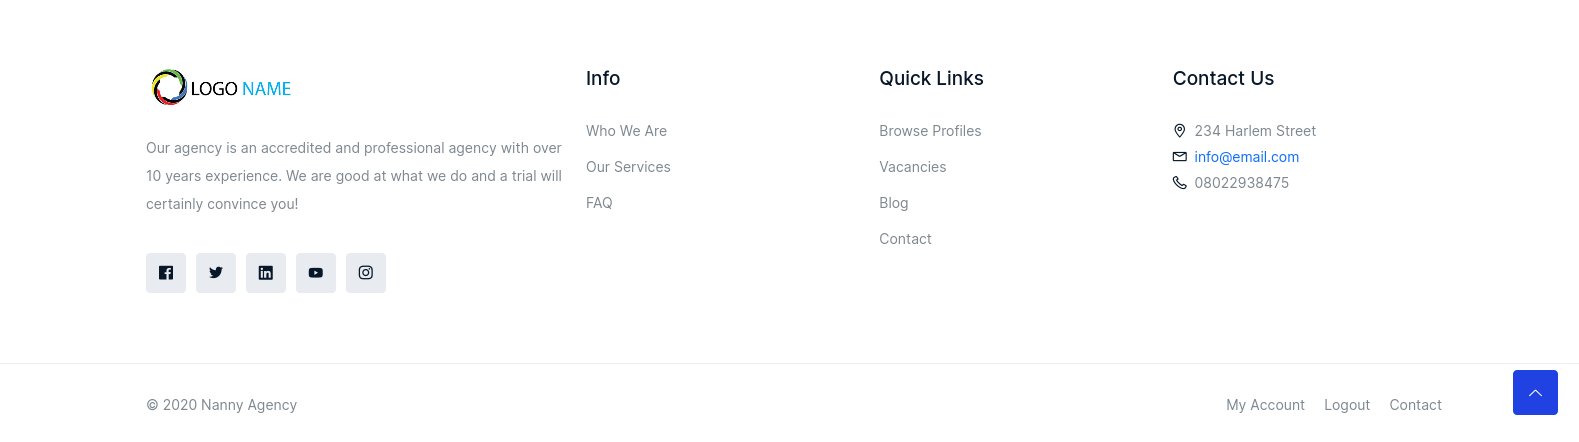 LOGO NAME
Our agency is an accredited and professional agency with over
10 years experience. We are good at what we do and a trial will
certainly convince you!
Info
Who We Are
Our Services
FAQ
Quick Links
Browse Profiles
Vacancies
Blog
Contact
Contact Us
234 Harlem Street
info@email.com
08022938475
© 2020 Nanny Agency
My Account Logout Contact